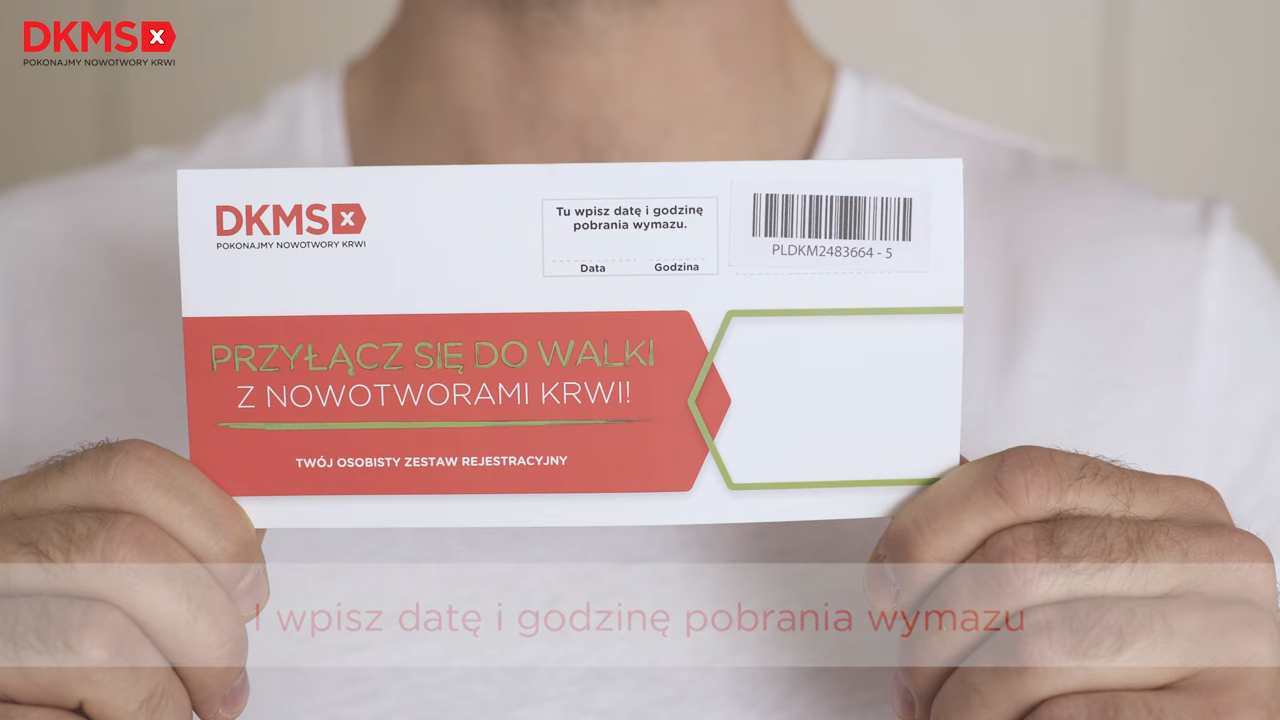 DKMS x
POKONAJMY NOWOTWORY KRWI
DKMS x
POKONAJMY NOWOTWORY KRWI
Tu wpisz datę i godzinę
pobrania wymazu.
Data Godzina
PLDKM2483664 - 5
PRZYŁĄCZ SIĘ DO WALKI
Z NOWOTWORAMI KRWI!
TWÓJ OSOBISTY ZESTAW REJESTRACYJNY
I wpisz datę i godzinę pobrania wymazu